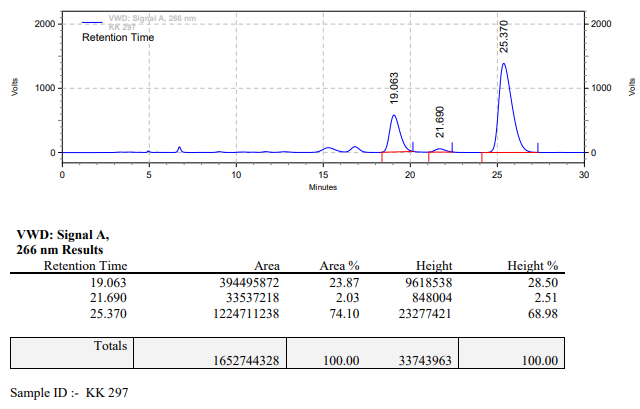 VWD: Signal A, 266 nm
KK 297
Retention Time
2000
2000
1000
1000
0
0
Volts
Volts
19.063
21.690
25.370
0
5
10
15
20
25
30
Minutes
VWD: Signal A,
266 nm Results
Retention Time Area Area % Height Height %
19.063 394495872 23.87 9618538 28.50
21.690 33537218 2.03 848004 2.51
25.370 1224711238 74.10 23277421 68.98
Totals
1652744328 100.00 33743963 100.00
Sample ID :- KK 297